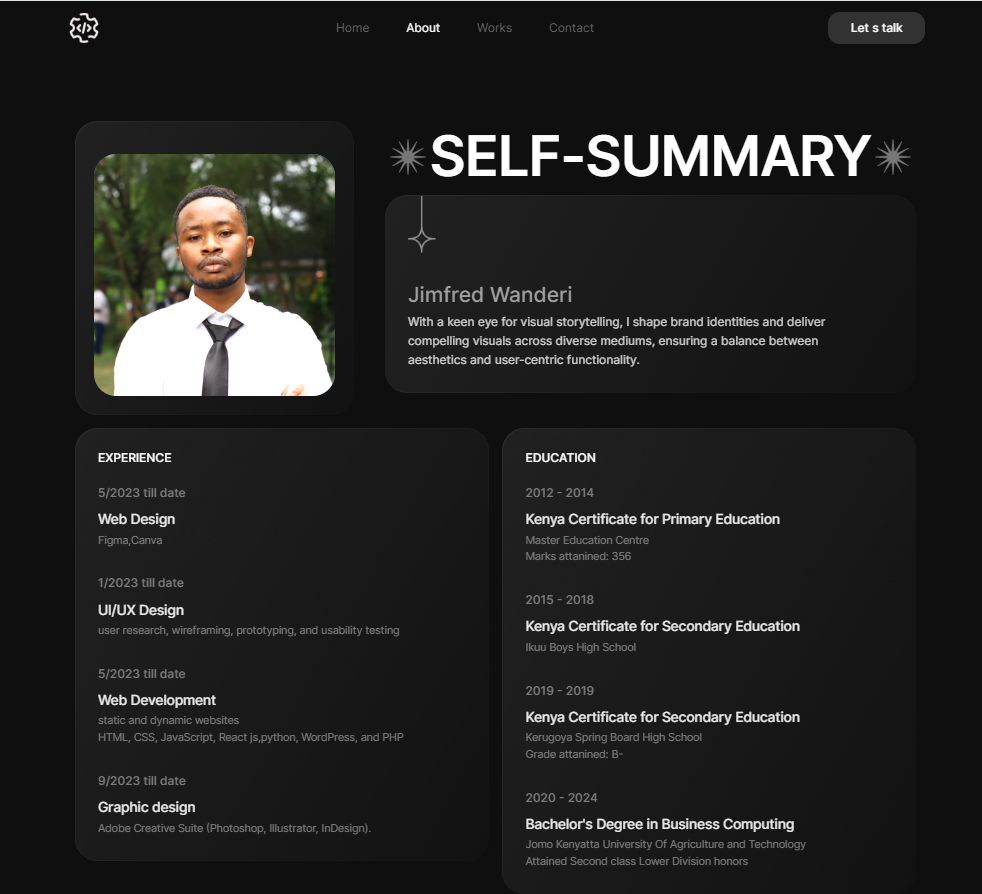 </>
Home
About
Works
Contact
Let s talk
SELF-SUMMARY
Jimfred Wanderi
With a keen eye for visual storytelling, I shape brand identities and deliver
compelling visuals across diverse mediums, ensuring a balance between
aesthetics and user-centric functionality.
EXPERIENCE
5/2023 till date
Web Design
Figma,Canva
1/2023 till date
UI/UX Design
user research, wireframing, prototyping, and usability testing
5/2023 till date
Web Development
static and dynamic websites
HTML, CSS, JavaScript, React js,python, WordPress, and PHP
9/2023 till date
Graphic design
Adobe Creative Suite (Photoshop, Illustrator, InDesign).
EDUCATION
2012 - 2014
Kenya Certificate for Primary Education
Master Education Centre
Marks attanined: 356
2015 - 2018
Kenya Certificate for Secondary Education
Ikuu Boys High School
2019 - 2019
Kenya Certificate for Secondary Education
Kerugoya Spring Board High School
Grade attanined: B-
2020 - 2024
Bachelor's Degree in Business Computing
Jomo Kenyatta University Of Agriculture and Technology
Attained Second class Lower Division honors